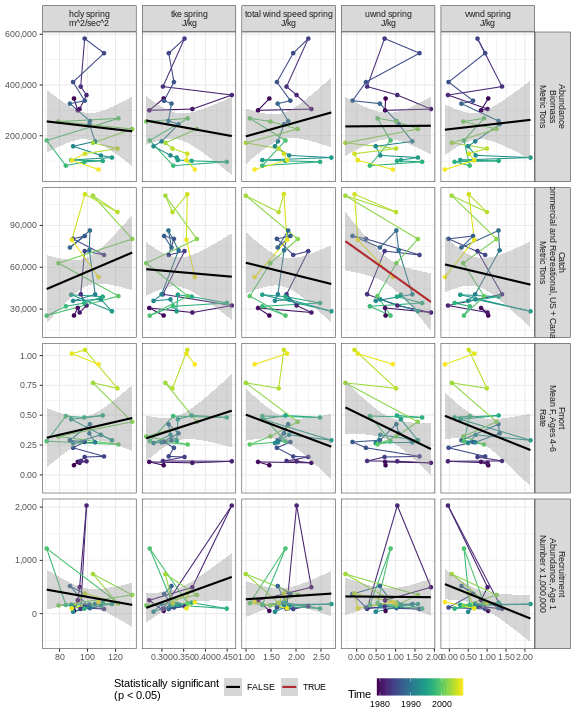 hcly spring
m^2/sec^2
tke spring
J/kg
total wind speed spring
J/kg
uwnd spring
J/kg
vwnd spring
J/kg
600,000
400,000
200,000
Abundance
Biomass
Metric Tons
90,000
60,000
30,000
Catch
ommercial and Recreational, US + Cana
Metric Tons
1.00
0.75
0.50
0.25
0.00
Fmort
Mean F, Ages 4-6
Rate
2,000
1,000
0
Recruitment
Abundance, Age 1
Number x 1,000,000
80 100 120
0.300 0.350 0.400 0.450
1.00 1.50 2.00 2.50
0.00 0.50 1.00 1.50 2.00
0.00 0.50 1.00 1.50 2.00
Statistically significant
(p < 0.05)
FALSE TRUE
Time
1980 1990 2000